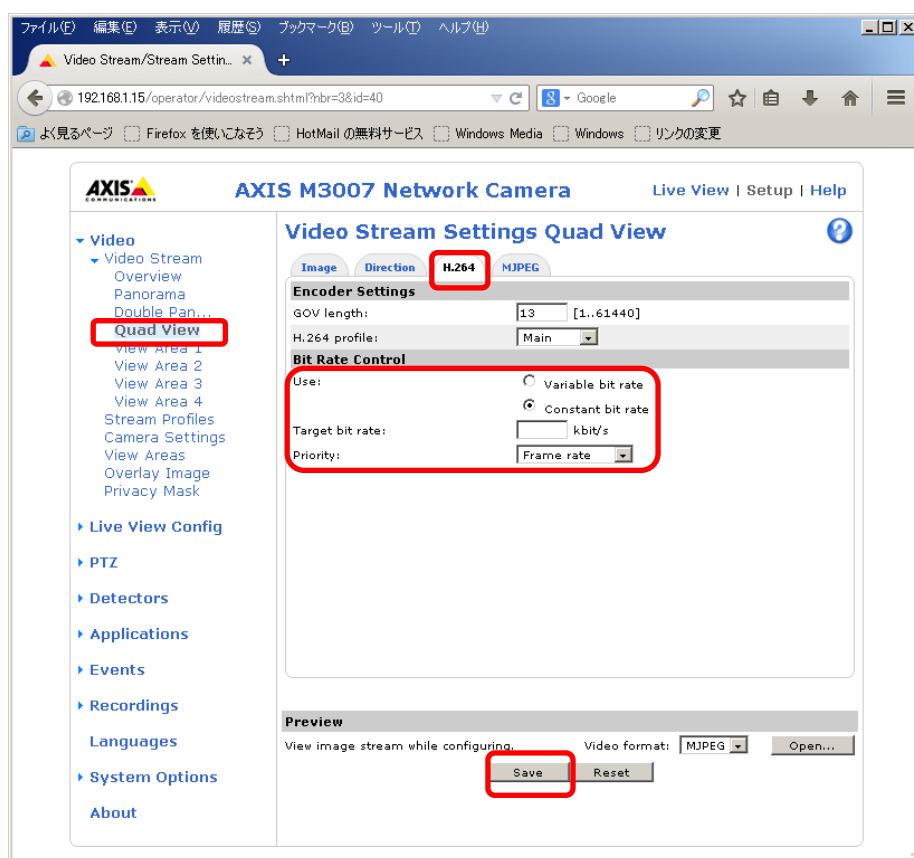 ファイル(F) 編集(E) 表示(V) 履歴(S) ブックマーク(B) ツール(T) ヘルプ(H)
Video Stream/Stream Settin... ×
192.168.1.15/operator/videostream.shtml?nbr=3&id=40
Google
よく見るページ Firefox を使いこなそう HotMail の無料サービス Windows Media Windows リンクの変更
AXIS
COMMUNICATIONS
AXIS M3007 Network Camera
Live View | Setup | Help
Video
Video Stream
Overview
Panorama
Double Pan...
Quad View
View Area 1
View Area 2
View Area 3
View Area 4
Stream Profiles
Camera Settings
View Areas
Overlay Image
Privacy Mask
Live View Config
PTZ
Detectors
Applications
Events
Recordings
Languages
System Options
About
Video Stream Settings Quad View
Image Direction H.264 MJPEG
Encoder Settings
GOV length: 13 [1..61440]
H.264 profile: Main
Bit Rate Control
Use: Variable bit rate
Constant bit rate
Target bit rate: kbit/s
Priority: Frame rate
Preview
View image stream while configuring. Video format: MJPEG Open...
Save Reset